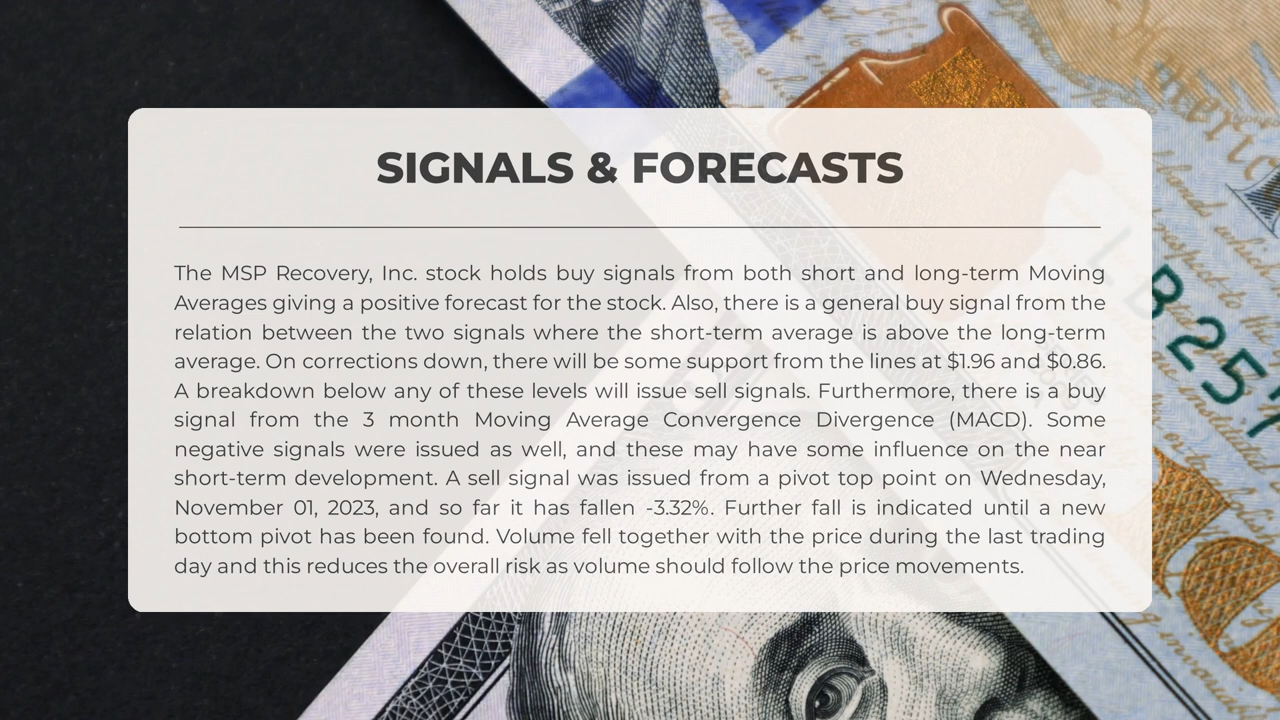 SIGNALS & FORECASTS
The MSP Recovery, Inc. stock holds buy signals from both short and long-term Moving
Averages giving a positive forecast for the stock. Also, there is a general buy signal from the
relation between the two signals where the short-term average is above the long-term
average. On corrections down, there will be some support from the lines at $1.96 and $0.86.
A breakdown below any of these levels will issue sell signals. Furthermore, there is a buy
signal from the 3 month Moving Average Convergence Divergence (MACD). Some
negative signals were issued as well, and these may have some influence on the near
short-term development. A sell signal was issued from a pivot top point on Wednesday,
November 01, 2023, and so far it has fallen -3.32%. Further fall is indicated until a new
bottom pivot has been found. Volume fell together with the price during the last trading
day and this reduces the overall risk as volume should follow the price movements.